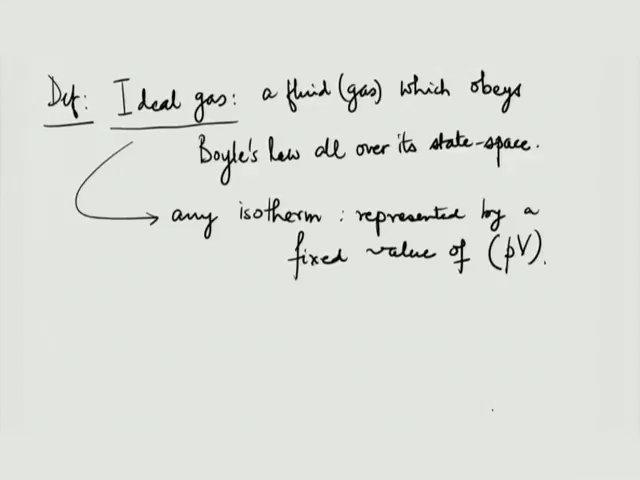 Def: Ideal gas: a fluid (gas) which obeys
Boyle's law all over its state-space.
any isotherm : represented by a
fixed value of (pV).